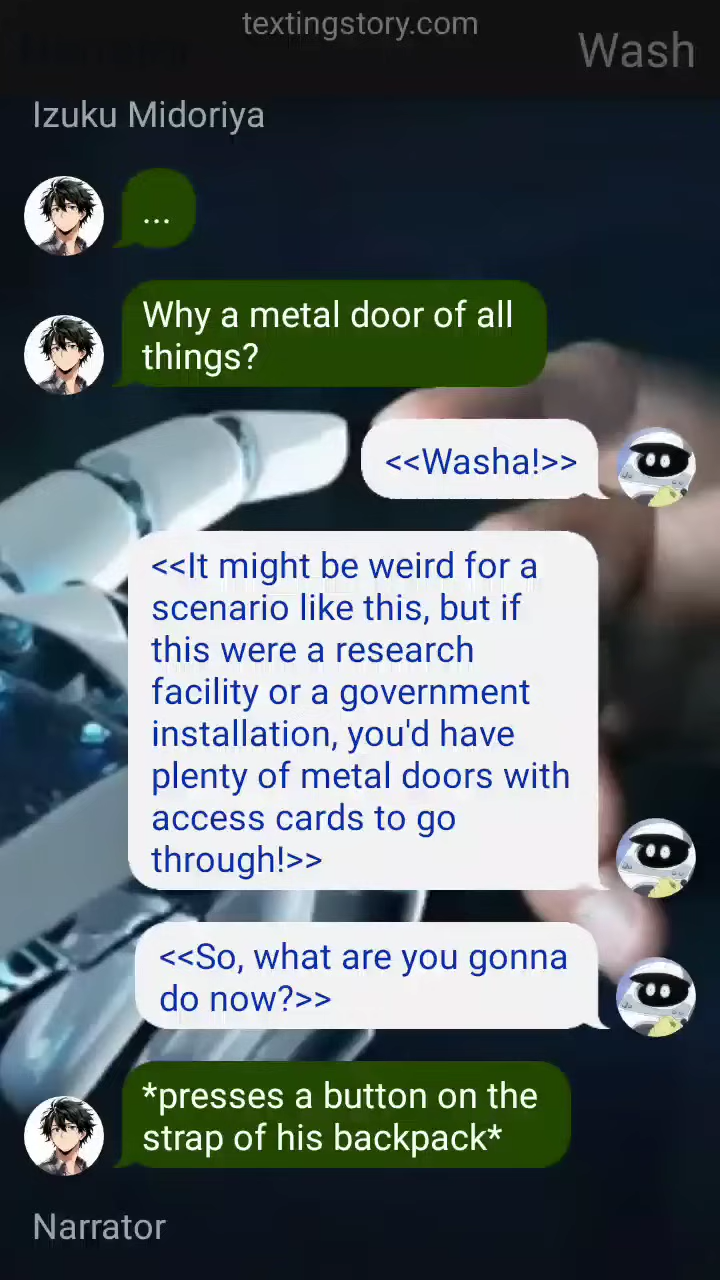 textingstory.com
Wash
Izuku Midoriya
...
Why a metal door of all
things?
<<Washa!>>
<<It might be weird for a
scenario like this, but if
this were a research
facility or a government
installation, you'd have
plenty of metal doors with
access cards to go
through!>>
<<So, what are you gonna
do now?>>
*presses a button on the
strap of his backpack*
Narrator